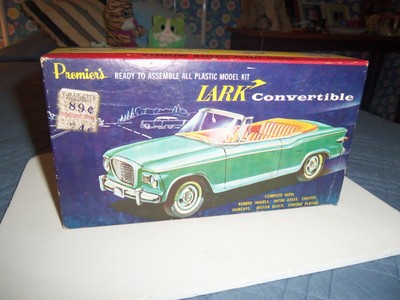 Premier's
READY TO ASSEMBLE ALL PLASTIC MODEL KIT
LARK Convertible
89¢
COMPLETE WITH:
RUBBER WHEELS, METAL AXLES, CHASSIS,
HUBCAPS, MOTOR BLOCK, CHROME PLATING